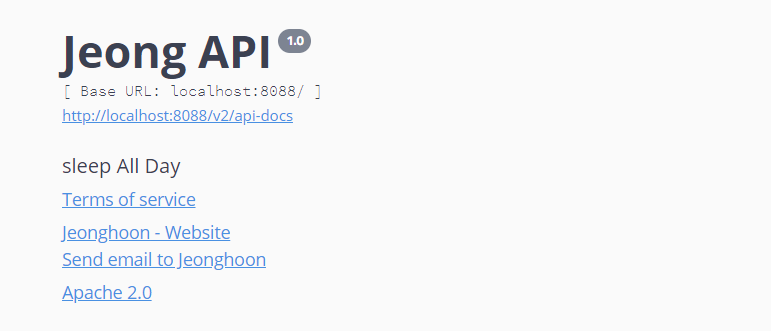 Jeong API 1.0
[ Base URL: localhost:8088/ ]
http://localhost:8088/v2/api-docs
sleep All Day
Terms of service
Jeonghoon - Website
Send email to Jeonghoon
Apache 2.0